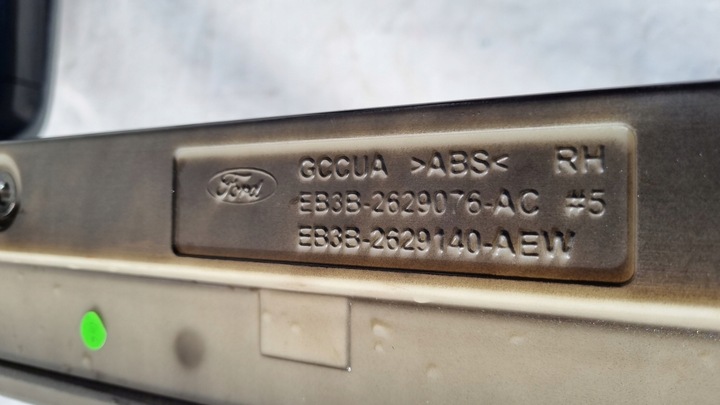 Ford
GCCUA >ABS< RH
EB3B-2629076-AC #5
EB3B-2629140-AEW